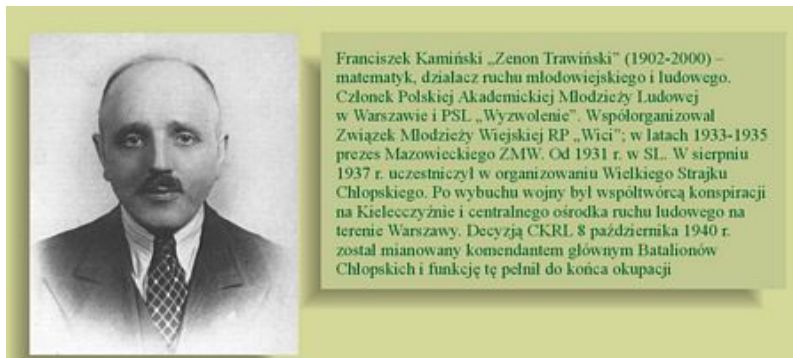 Franciszek Kamiński „Zenon Trawiński” (1902-2000) –
matematyk, działacz ruchu młodowiejskiego i ludowego.
Członek Polskiej Akademickiej Młodzieży Ludowej
w Warszawie i PSL „Wyzwolenie”. Współorganizował
Związek Młodzieży Wiejskiej RP „Wici”; w latach 1933-1935
prezes Mazowieckiego ZMW. Od 1931 r. w SL. W sierpniu
1937 r. uczestniczył w organizowaniu Wielkiego Strajku
Chłopskiego. Po wybuchu wojny był współtwórcą konspiracji
na Kielecczyźnie i centralnego ośrodka ruchu ludowego na
terenie Warszawy. Decyzją CKRL 8 października 1940 r.
został mianowany komendantem głównym Batalionów
Chłopskich i funkcję tę pełnił do końca okupacji